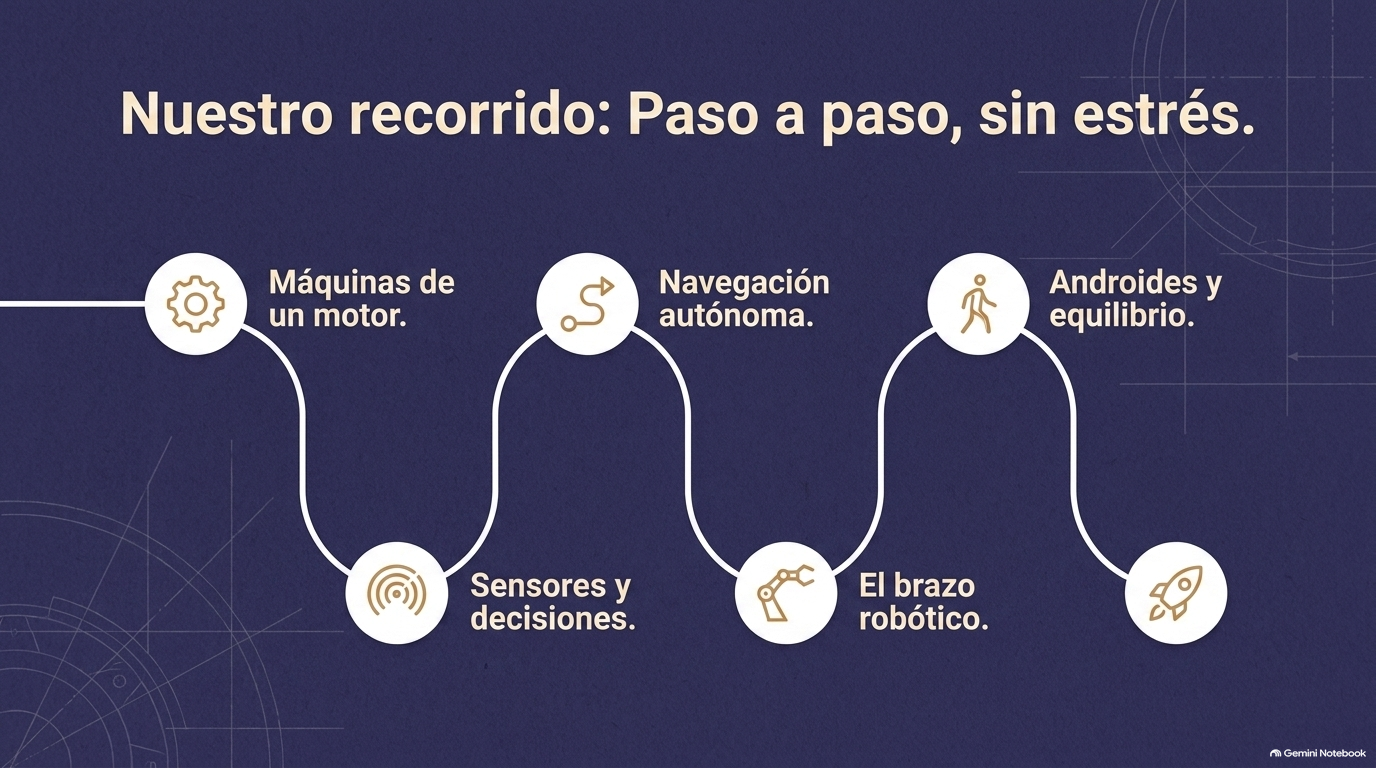 Nuestro recorrido: Paso a paso, sin estrés.
Máquinas de
un motor.
Sensores y
decisiones.
Navegación
autónoma.
El brazo
robótico.
Androides y
equilibrio.
Gemini Notebook